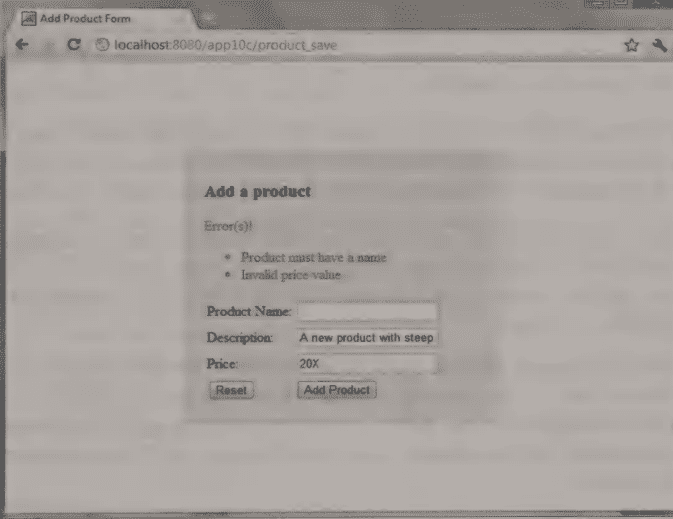 Add Product Form
localhost:8080/app10c/product_save
Add a product
Error(s)!
Product must have a name
Invalid price value
Product Name:
Description: A new product with steep
Price: 20X
Reset Add Product